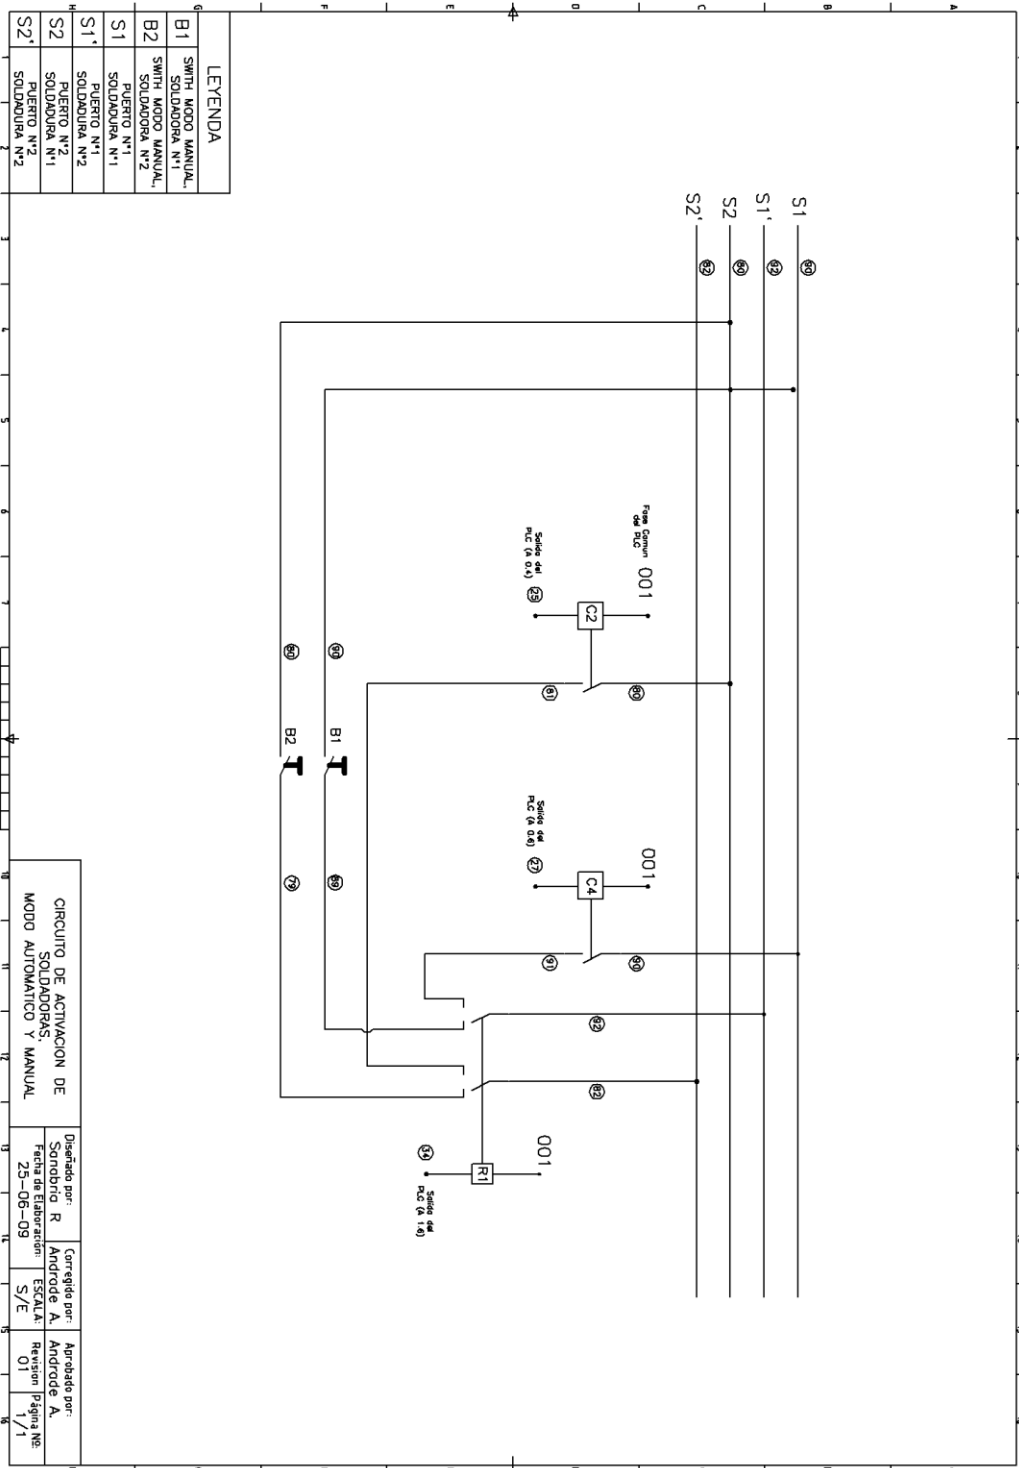 S1
S1'
S2
S2'
90
92
80
82
Fase Comun
del PLC
001
C2
Salida del
PLC (A 0.4)
25
80
81
001
C4
Salida del
PLC (A 0.6)
27
90
91
92
82
001
R1
34
Salida del
PLC (A 1.6)
90
B1
89
80
B2
79
LEYENDA
B1
SWITH MODO MANUAL,
SOLDADORA N°1
B2
SWITH MODO MANUAL,
SOLDADORA N°2
S1
PUERTO N°1
SOLDADURA N°1
S1'
PUERTO N°1
SOLDADURA N°2
S2
PUERTO N°2
SOLDADURA N°1
S2'
PUERTO N°2
SOLDADURA N°2
CIRCUITO DE ACTIVACION DE
SOLDADORAS,
MODO AUTOMATICO Y MANUAL
Diseñado por:
Sanabria R
Corregido por:
Andrade A.
Aprobado por:
Andrade A.
Fecha de Elaboración:
25-06-09
ESCALA:
S/E
Revision
01
Página Nº:
1/1